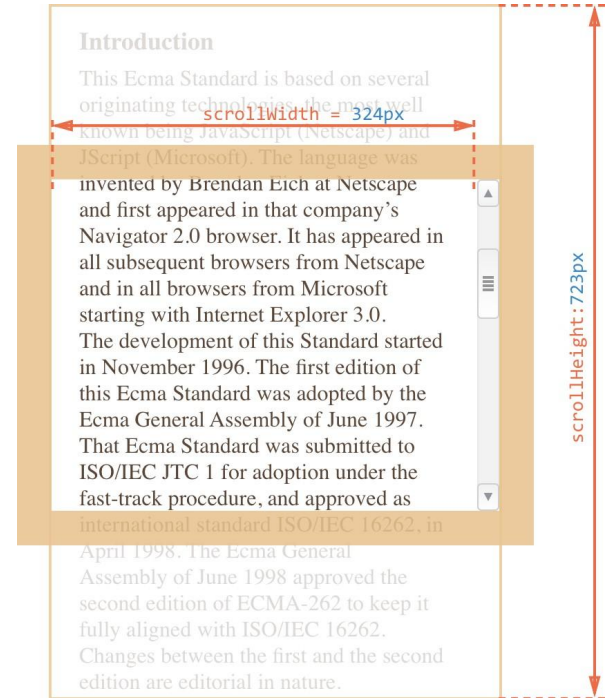 Introduction
This Ecma Standard is based on several
originating technologies, the most well
scrollWidth = 324px
known being JavaScript (Netscape) and
JScript (Microsoft). The language was
invented by Brendan Eich at Netscape
and first appeared in that company’s
Navigator 2.0 browser. It has appeared in
all subsequent browsers from Netscape
and in all browsers from Microsoft
starting with Internet Explorer 3.0.
The development of this Standard started
in November 1996. The first edition of
this Ecma Standard was adopted by the
Ecma General Assembly of June 1997.
That Ecma Standard was submitted to
ISO/IEC JTC 1 for adoption under the
fast-track procedure, and approved as
international standard ISO/IEC 16262, in
April 1998. The Ecma General
Assembly of June 1998 approved the
second edition of ECMA-262 to keep it
fully aligned with ISO/IEC 16262.
Changes between the first and the second
edition are editorial in nature.
scrollHeight:723px